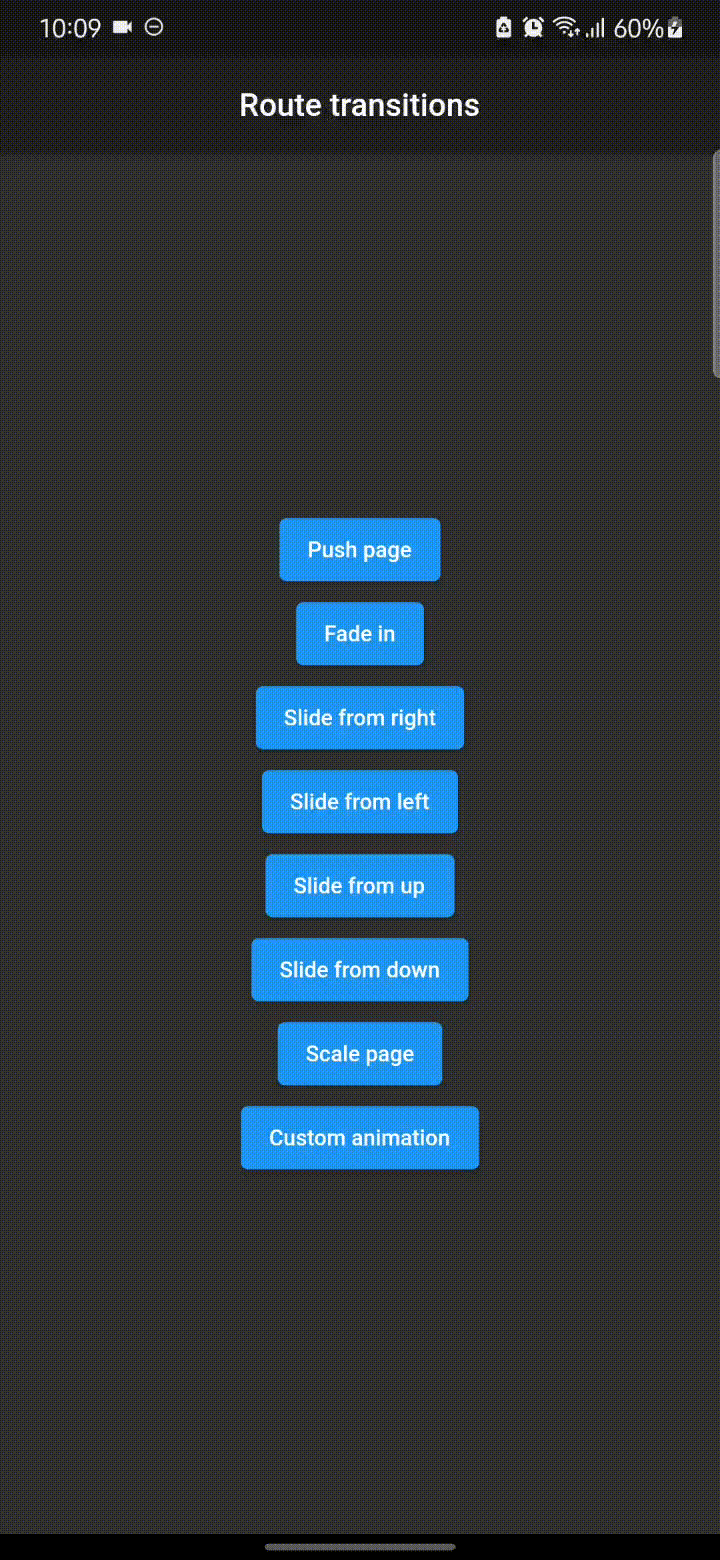 10:09 60%
Route transitions
Push page
Fade in
Slide from right
Slide from left
Slide from up
Slide from down
Scale page
Custom animation